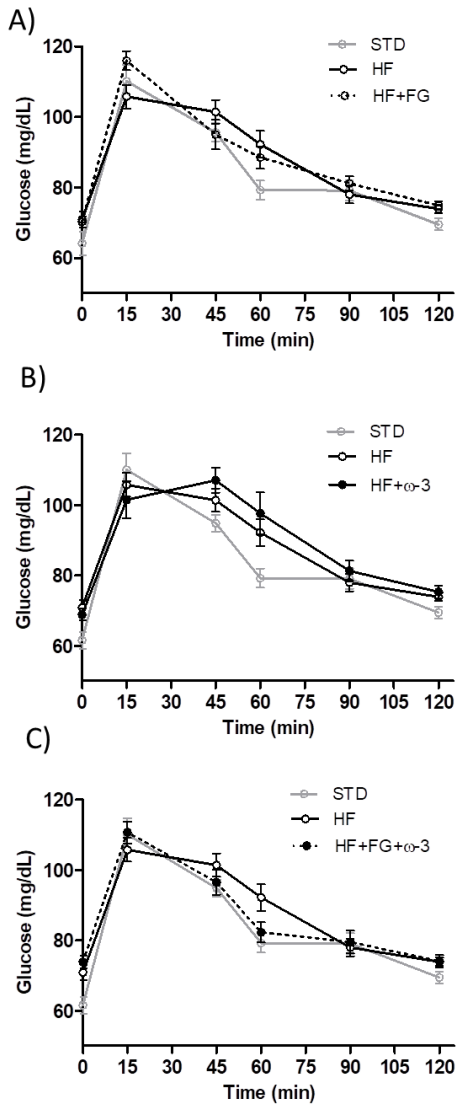 A)
STD
HF
HF+FG
Glucose (mg/dL)
120
100
80
60
0 15 45 60 75 90 105 120
Time (min)
B)
STD
HF
HF+ω-3
Glucose (mg/dL)
120
100
80
60
0 15 30 45 60 75 90 105 120
Time (min)
C)
STD
HF
HF+FG+ω-3
Glucose (mg/dL)
120
100
80
60
0 15 30 45 60 75 90 105 120
Time (min)